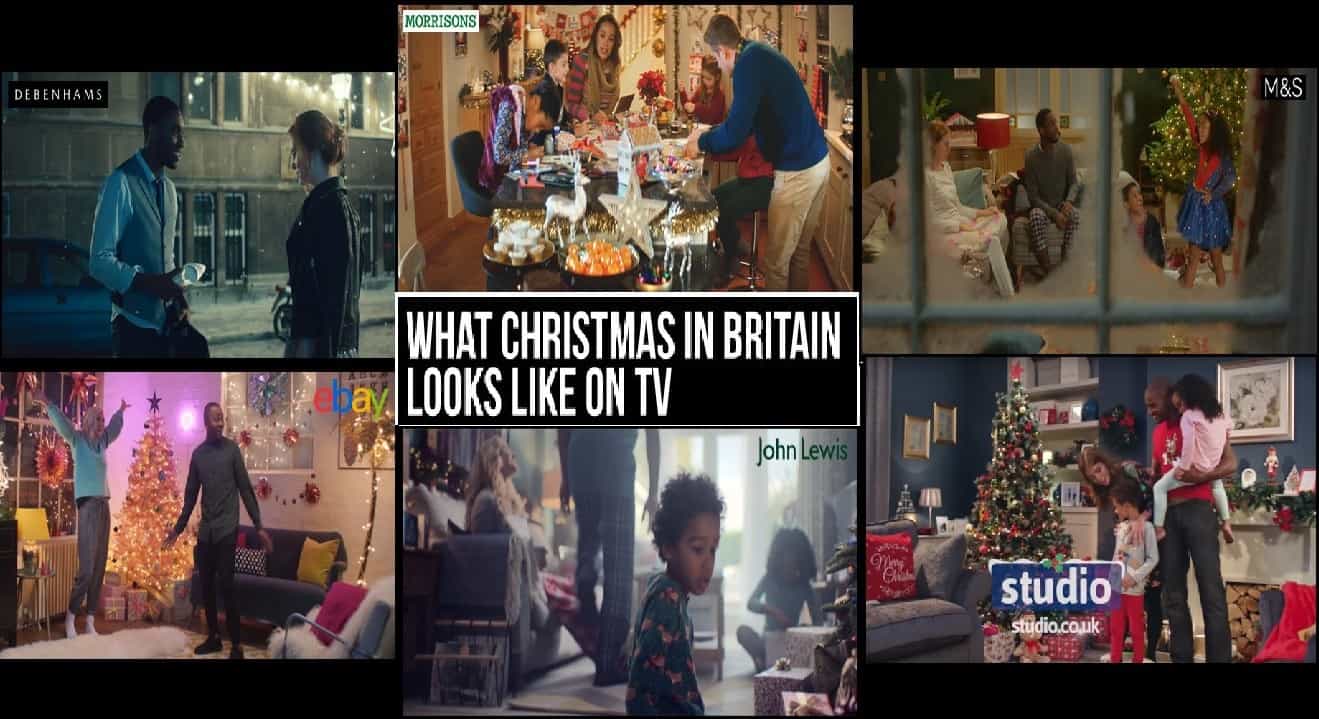 MORRISONS
DEBENHAMS
M&S
WHAT CHRISTMAS IN BRITAIN
LOOKS LIKE ON TV
ebay
John Lewis
Merry
Christmas
studio
studio.co.uk